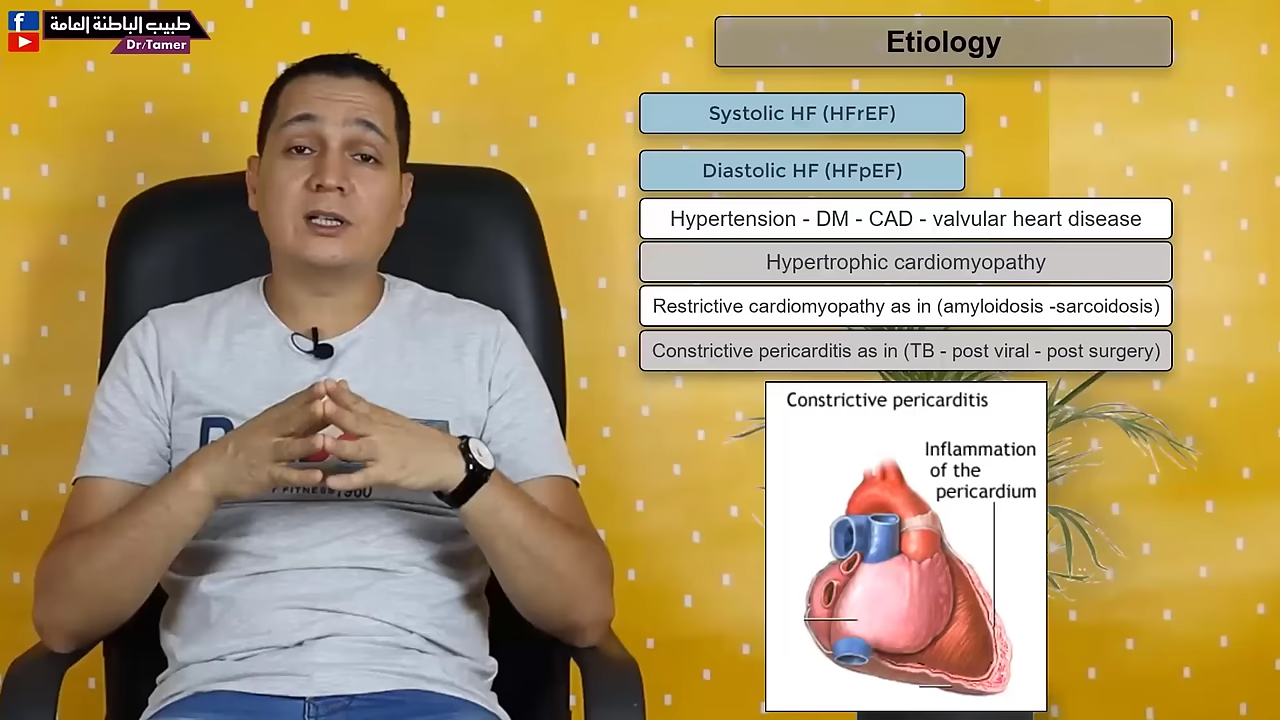 طبيب الباطنة العامة
Dr/Tamer
Etiology
Systolic HF (HFrEF)
Diastolic HF (HFpEF)
Hypertension - DM - CAD - valvular heart disease
Hypertrophic cardiomyopathy
Restrictive cardiomyopathy as in (amyloidosis -sarcoidosis)
Constrictive pericarditis as in (TB - post viral - post surgery)
Constrictive pericarditis
Inflammation
of the
pericardium